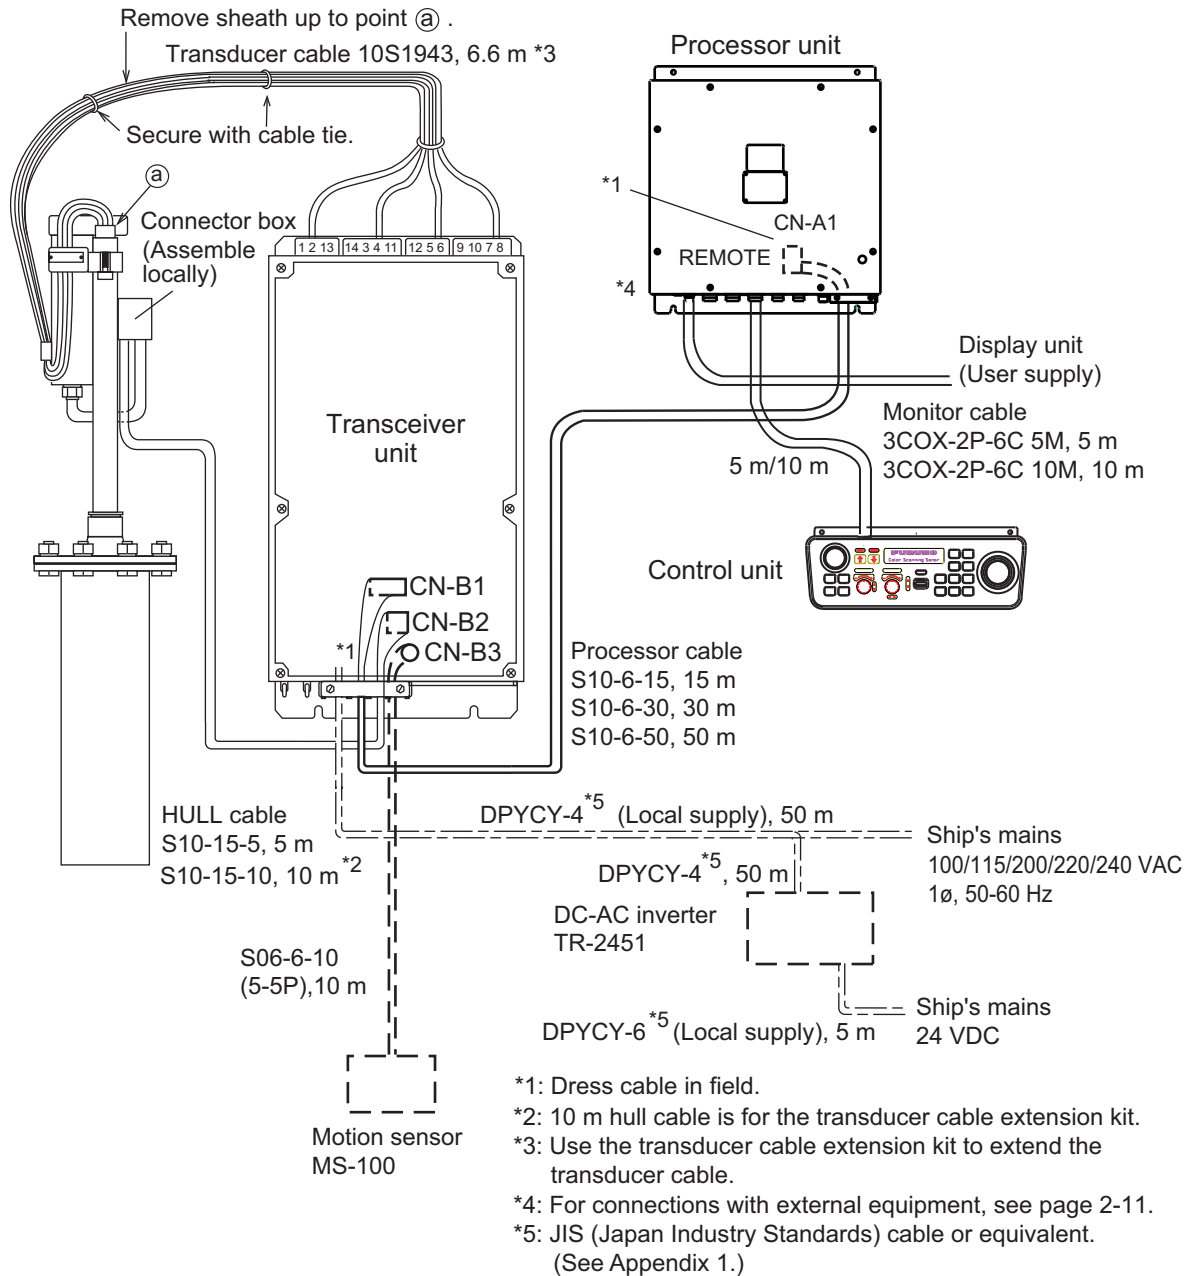 Remove sheath up to point ⓐ .
Transducer cable 10S1943, 6.6 m *3
Processor unit
Secure with cable tie.
ⓐ
*1
Connector box
(Assemble
locally)
CN-A1
1 2 13 14 3 4 11 12 5 6 9 10 7 8
REMOTE
*4
Display unit
(User supply)
Transceiver
unit
Monitor cable
3COX-2P-6C 5M, 5 m
3COX-2P-6C 10M, 10 m
5 m/10 m
FURUNO
Color Scanning Sonar
Control unit
CN-B1
CN-B2
*1
CN-B3
Processor cable
S10-6-15, 15 m
S10-6-30, 30 m
S10-6-50, 50 m
HULL cable
S10-15-5, 5 m
S10-15-10, 10 m *2
DPYCY-4 *5 (Local supply), 50 m
Ship's mains
100/115/200/220/240 VAC
1ø, 50-60 Hz
DPYCY-4 *5, 50 m
DC-AC inverter
TR-2451
S06-6-10
(5-5P),10 m
Ship's mains
24 VDC
DPYCY-6 *5 (Local supply), 5 m
Motion sensor
MS-100
*1: Dress cable in field.
*2: 10 m hull cable is for the transducer cable extension kit.
*3: Use the transducer cable extension kit to extend the
transducer cable.
*4: For connections with external equipment, see page 2-11.
*5: JIS (Japan Industry Standards) cable or equivalent.
(See Appendix 1.)